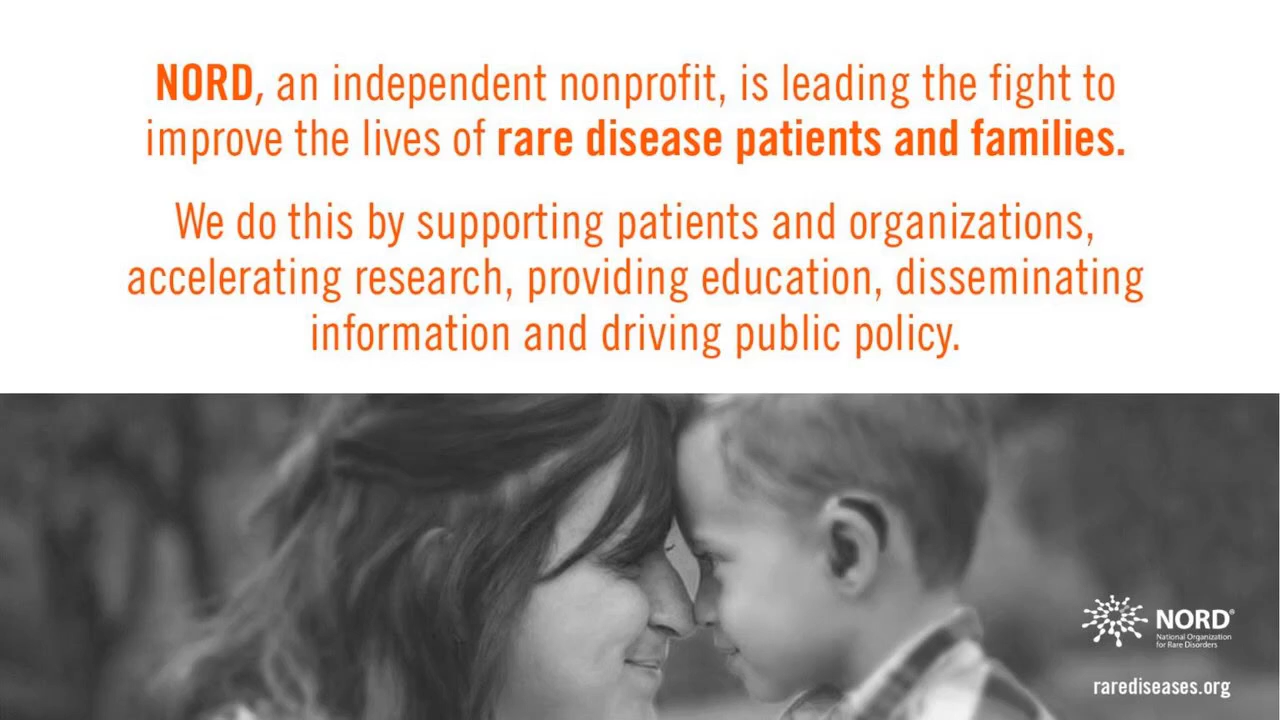 NORD, an independent nonprofit, is leading the fight to
improve the lives of rare disease patients and families.
We do this by supporting patients and organizations,
accelerating research, providing education, disseminating
information and driving public policy.
NORD®
National Organization
for Rare Disorders
rarediseases.org